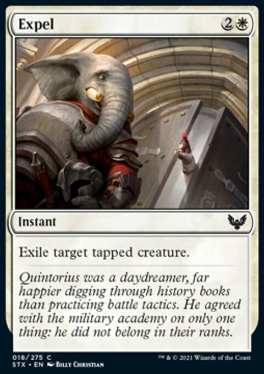 Expel 2
Instant
Exile target tapped creature.
Quintorius was a daydreamer, far
happier digging through history books
than practicing battle tactics. He agreed
with the military academy on only one
thing: he did not belong in their ranks.
018/275 C
STX • EN Billy Christian
™ & © 2021 Wizards of the Coast